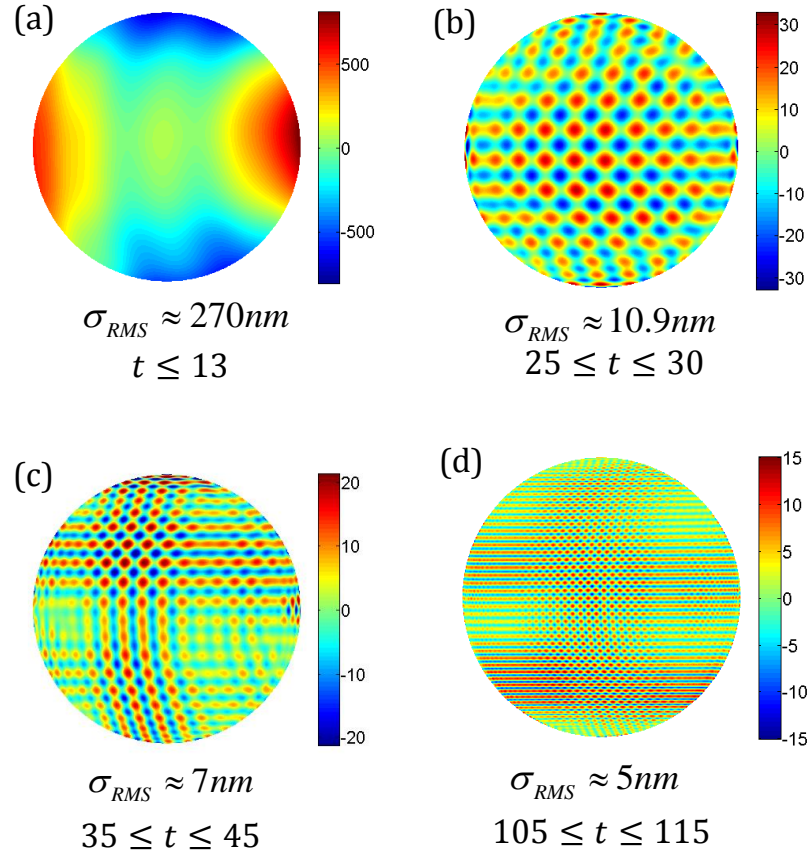 (a)
500
0
-500
σ_RMS ≈ 270nm
t ≤ 13
(b)
30
20
10
0
-10
-20
-30
σ_RMS ≈ 10.9nm
25 ≤ t ≤ 30
(c)
20
10
0
-10
-20
σ_RMS ≈ 7nm
35 ≤ t ≤ 45
(d)
15
10
5
0
-5
-10
-15
σ_RMS ≈ 5nm
105 ≤ t ≤ 115